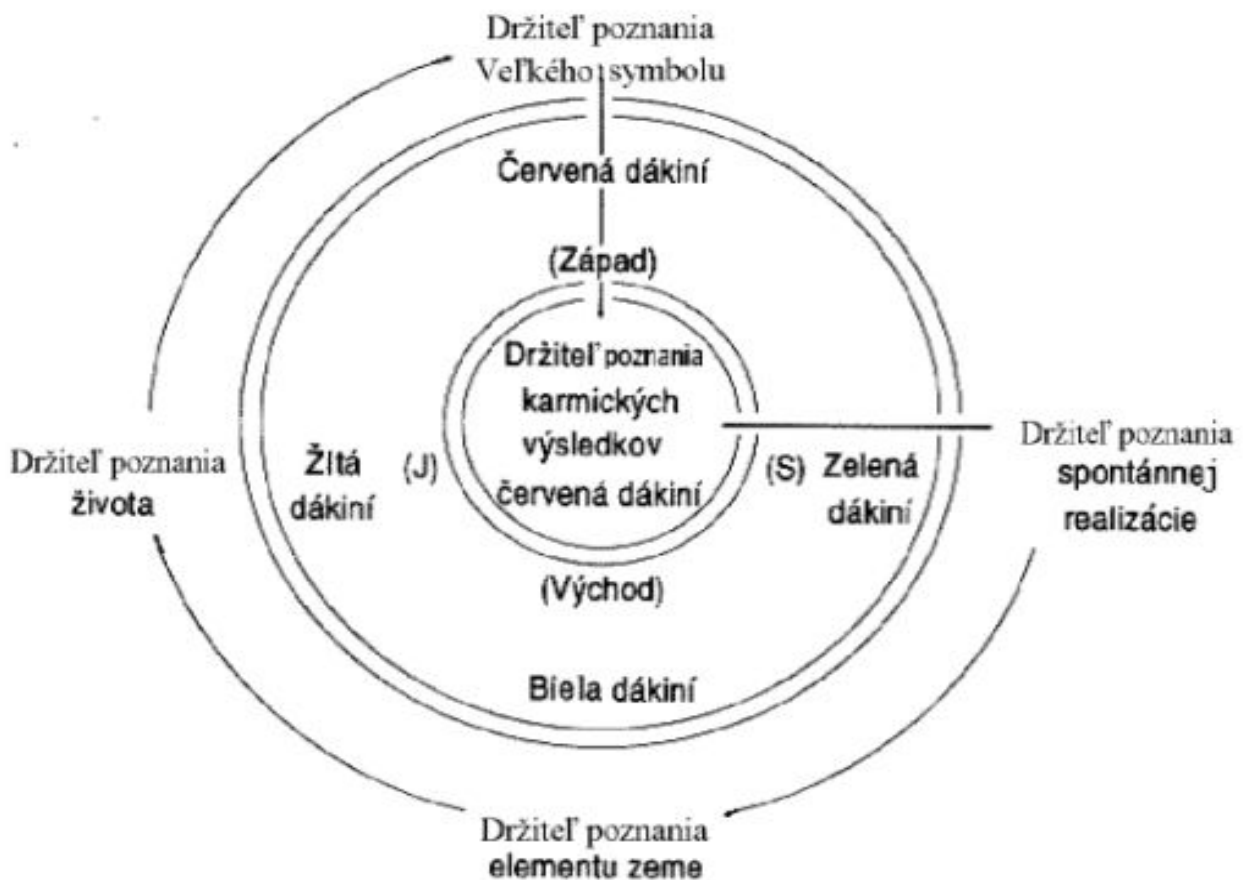 Držiteľ poznania
Veľkého symbolu
Červená dákiní
(Západ)
Držiteľ poznania
karmických
výsledkov
červená dákiní
Držiteľ poznania
života
Žltá
dákiní
(J)
(S)
Zelená
dákiní
Držiteľ poznania
spontánnej
realizácie
(Východ)
Biela dákiní
Držiteľ poznania
elementu zeme